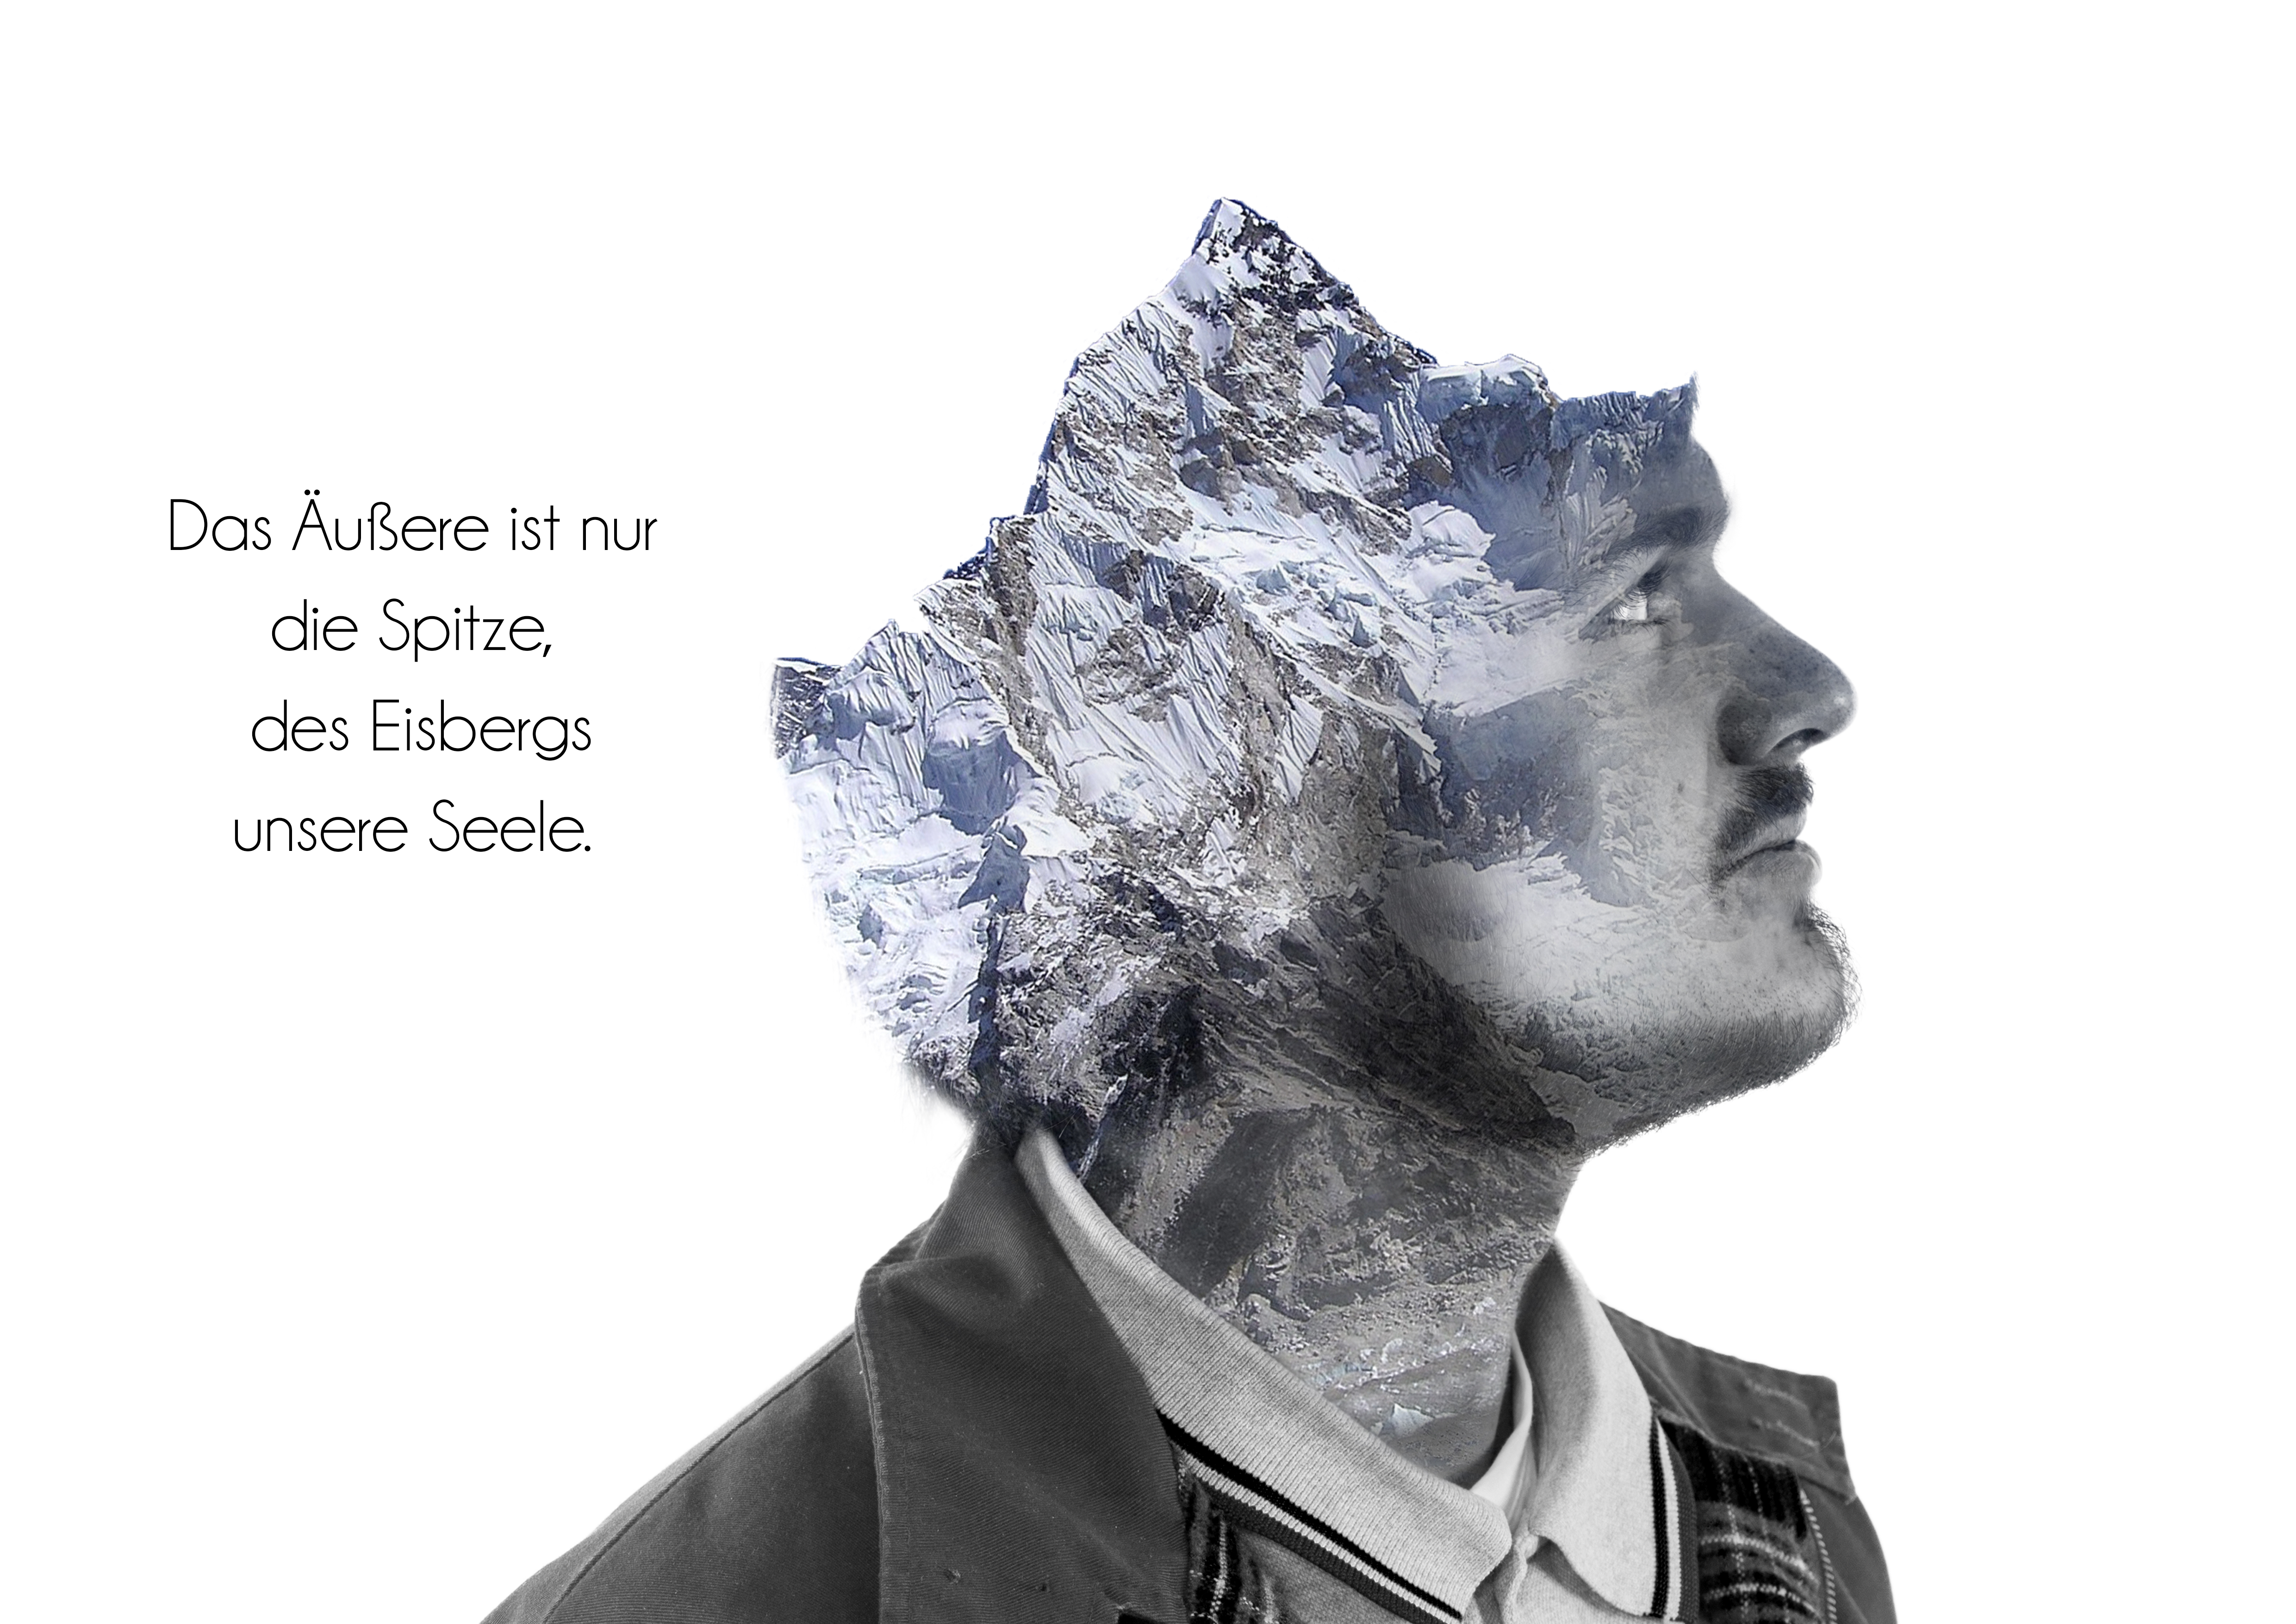 Das Äußere ist nur
die Spitze,
des Eisbergs
unsere Seele.